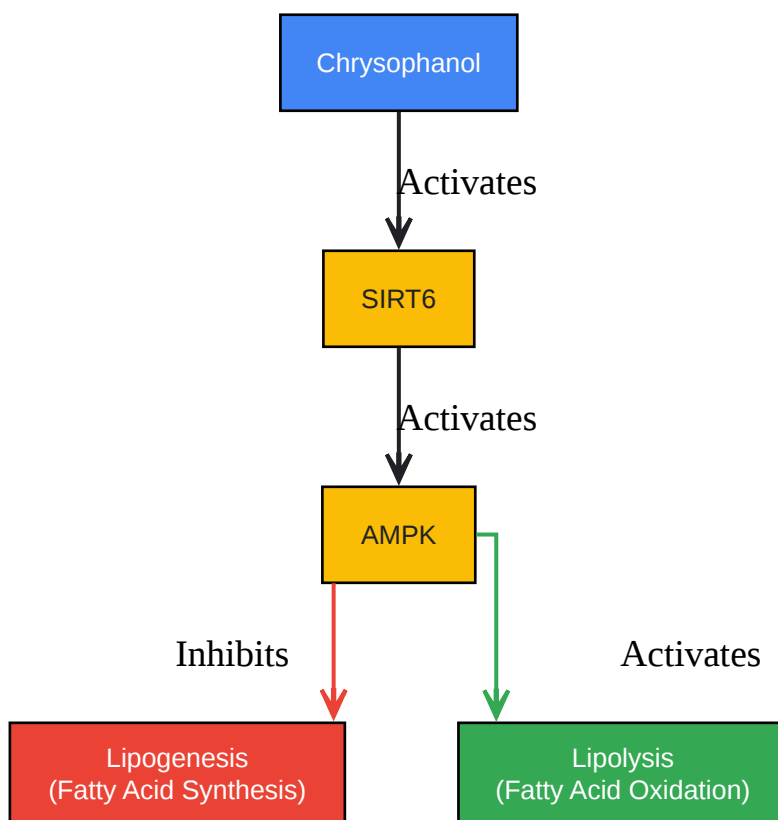 Chrysophanol
Activates
SIRT6
Activates
AMPK
Inhibits
Activates
Lipogenesis
(Fatty Acid Synthesis)
Lipolysis
(Fatty Acid Oxidation)